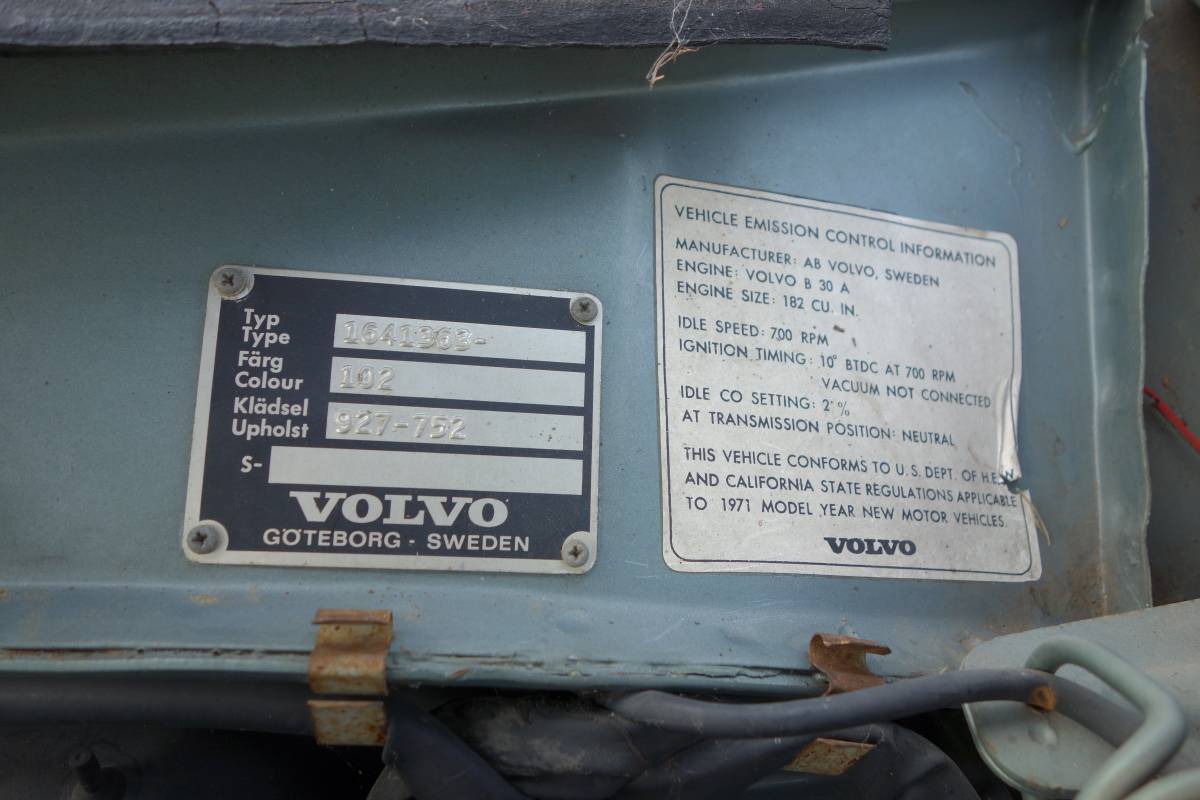 Typ
Type
1641363-
Färg
Colour
102
Klädsel
Upholst
927-752
S-
VOLVO
GÖTEBORG - SWEDEN
VEHICLE EMISSION CONTROL INFORMATION
MANUFACTURER: AB VOLVO, SWEDEN
ENGINE: VOLVO B 30 A
ENGINE SIZE: 182 CU. IN.
IDLE SPEED: 700 RPM
IGNITION TIMING: 10° BTDC AT 700 RPM
VACUUM NOT CONNECTED
IDLE CO SETTING: 2 %
AT TRANSMISSION POSITION: NEUTRAL
THIS VEHICLE CONFORMS TO U.S. DEPT. OF H.E.W.
AND CALIFORNIA STATE REGULATIONS APPLICABLE
TO 1971 MODEL YEAR NEW MOTOR VEHICLES
VOLVO